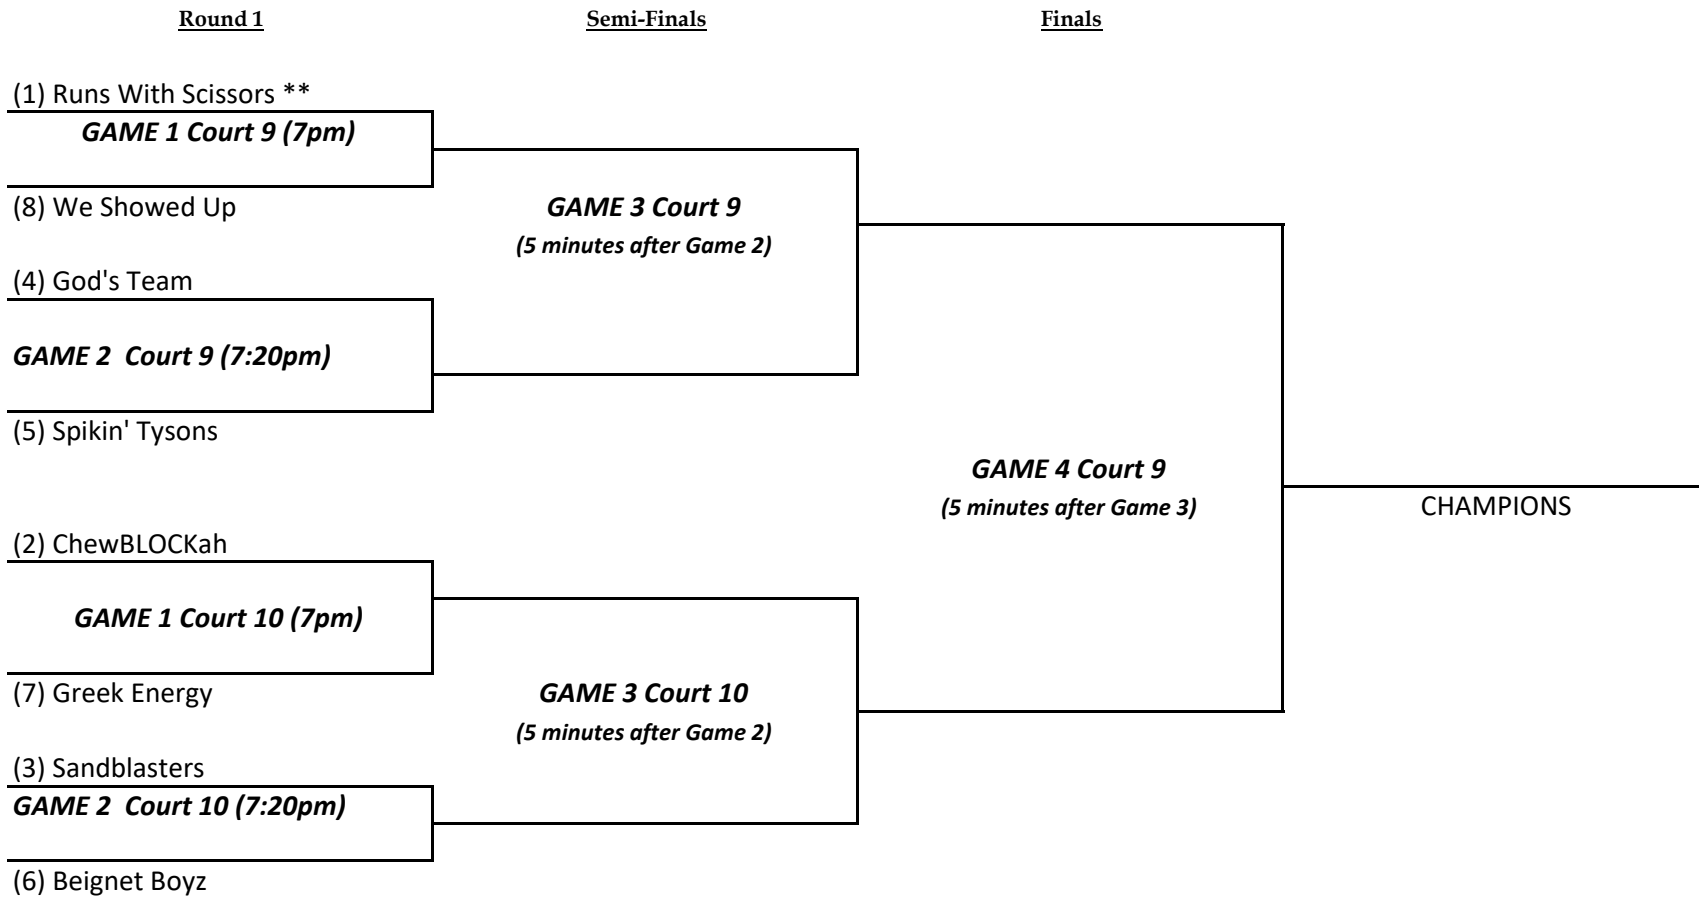 Round 1 Semi-Finals Finals
(1) Runs With Scissors **
GAME 1 Court 9 (7pm)
(8) We Showed Up
GAME 3 Court 9
(5 minutes after Game 2)
(4) God's Team
GAME 2  Court 9 (7:20pm)
(5) Spikin' Tysons
GAME 4 Court 9
(5 minutes after Game 3)
CHAMPIONS
(2) ChewBLOCKah
GAME 1 Court 10 (7pm)
(7) Greek Energy
GAME 3 Court 10
(5 minutes after Game 2)
(3) Sandblasters
GAME 2  Court 10 (7:20pm)
(6) Beignet Boyz